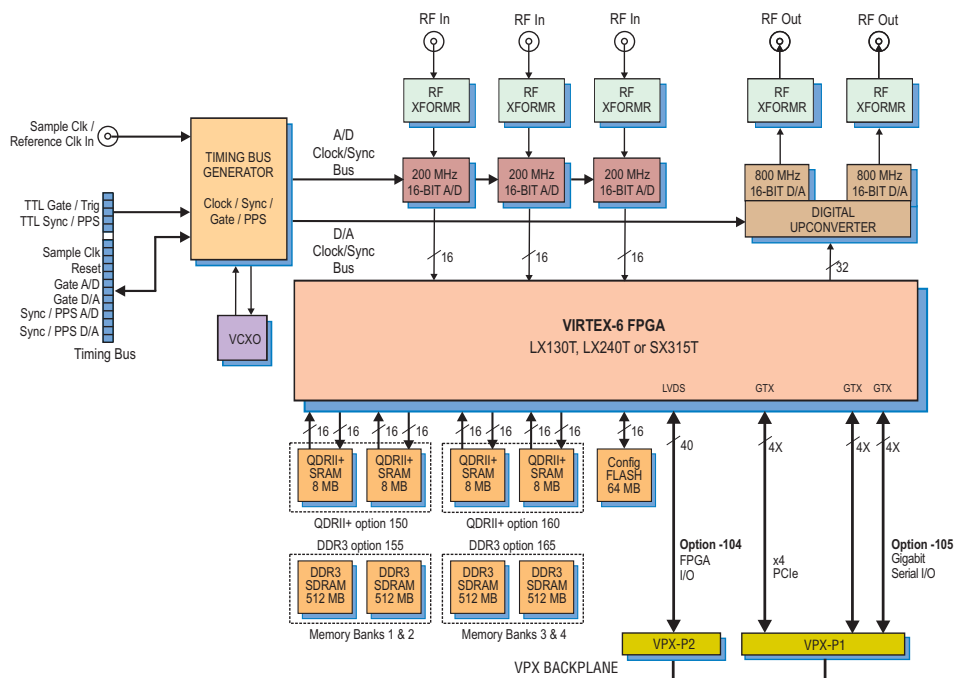 RF In
RF In
RF In
RF Out
RF Out
RF
XFORMR
RF
XFORMR
RF
XFORMR
RF
XFORMR
RF
XFORMR
Sample Clk /
Reference Clk In
TIMING BUS
GENERATOR
Clock / Sync /
Gate / PPS
A/D
Clock/Sync
Bus
200 MHz
16-BIT A/D
200 MHz
16-BIT A/D
200 MHz
16-BIT A/D
800 MHz
16-BIT D/A
800 MHz
16-BIT D/A
DIGITAL
UPCONVERTER
TTL Gate / Trig
TTL Sync / PPS
Sample Clk
Reset
Gate A/D
Gate D/A
Sync / PPS A/D
Sync / PPS D/A
Timing Bus
D/A
Clock/Sync
Bus
VCXO
16
16
16
32
VIRTEX-6 FPGA
LX130T, LX240T or SX315T
LVDS
GTX
GTX
GTX
16
16
16
16
16
16
16
16
16
40
4X
4X
4X
QDRII+
SRAM
8 MB
QDRII+
SRAM
8 MB
QDRII+
SRAM
8 MB
QDRII+
SRAM
8 MB
Config
FLASH
64 MB
QDRII+ option 150
QDRII+ option 160
DDR3 option 155
DDR3 option 165
DDR3
SDRAM
512 MB
DDR3
SDRAM
512 MB
DDR3
SDRAM
512 MB
DDR3
SDRAM
512 MB
Memory Banks 1 & 2
Memory Banks 3 & 4
Option -104
FPGA
I/O
x4
PCIe
Option -105
Gigabit
Serial I/O
VPX-P2
VPX-P1
VPX BACKPLANE